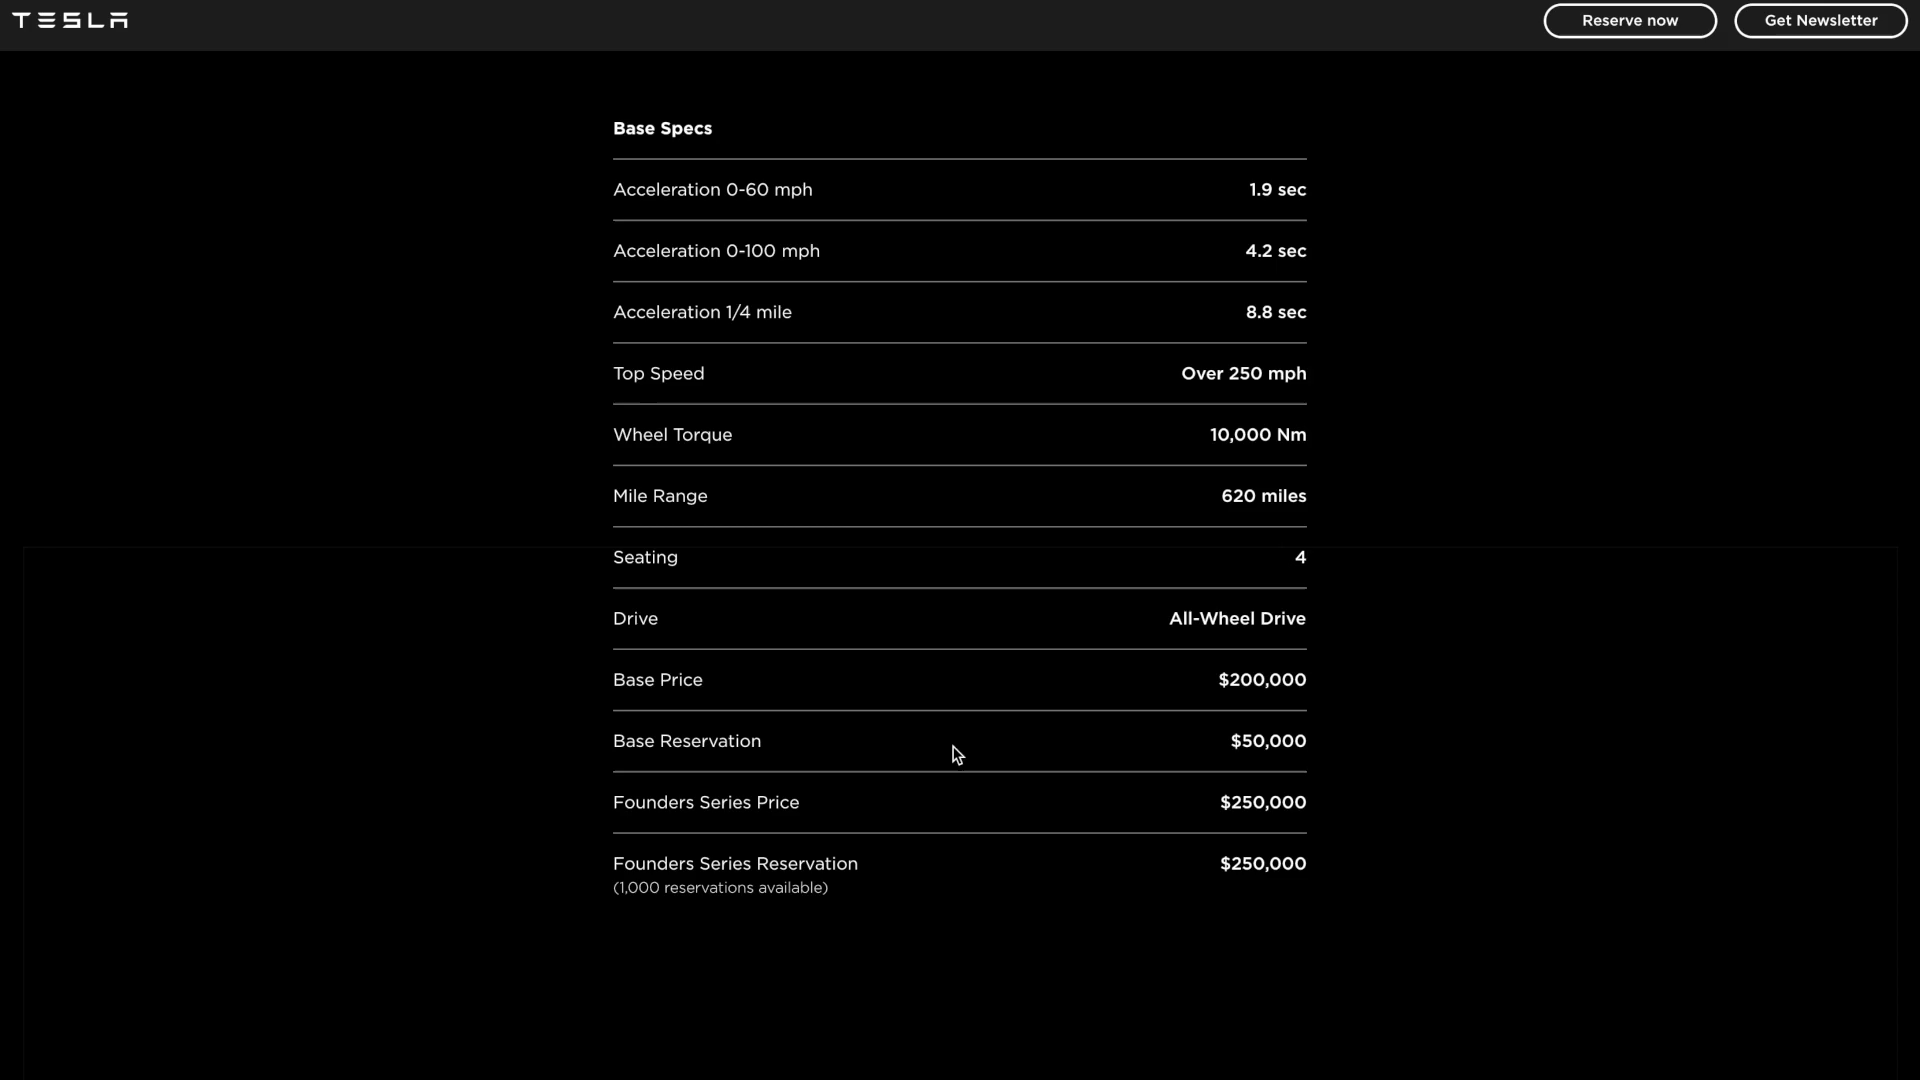 TESLA
Reserve now
Get Newsletter
Base Specs
Acceleration 0-60 mph 1.9 sec
Acceleration 0-100 mph 4.2 sec
Acceleration 1/4 mile 8.8 sec
Top Speed Over 250 mph
Wheel Torque 10,000 Nm
Mile Range 620 miles
Seating 4
Drive All-Wheel Drive
Base Price $200,000
Base Reservation $50,000
Founders Series Price $250,000
Founders Series Reservation $250,000
(1,000 reservations available)